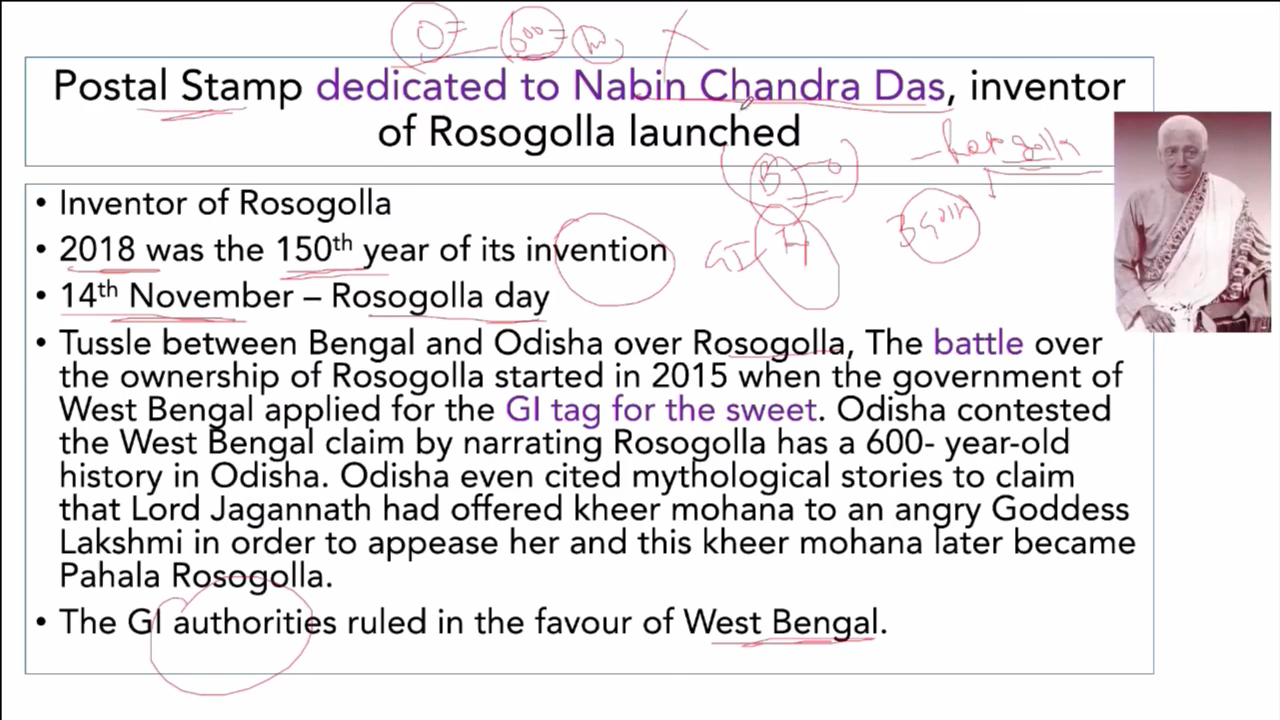 Postal Stamp dedicated to Nabin Chandra Das, inventor
of Rosogolla launched
• Inventor of Rosogolla
• 2018 was the 150th year of its invention
• 14th November – Rosogolla day
• Tussle between Bengal and Odisha over Rosogolla, The battle over
the ownership of Rosogolla started in 2015 when the government of
West Bengal applied for the GI tag for the sweet. Odisha contested
the West Bengal claim by narrating Rosogolla has a 600- year-old
history in Odisha. Odisha even cited mythological stories to claim
that Lord Jagannath had offered kheer mohana to an angry Goddess
Lakshmi in order to appease her and this kheer mohana later became
Pahala Rosogolla.
• The GI authorities ruled in the favour of West Bengal.